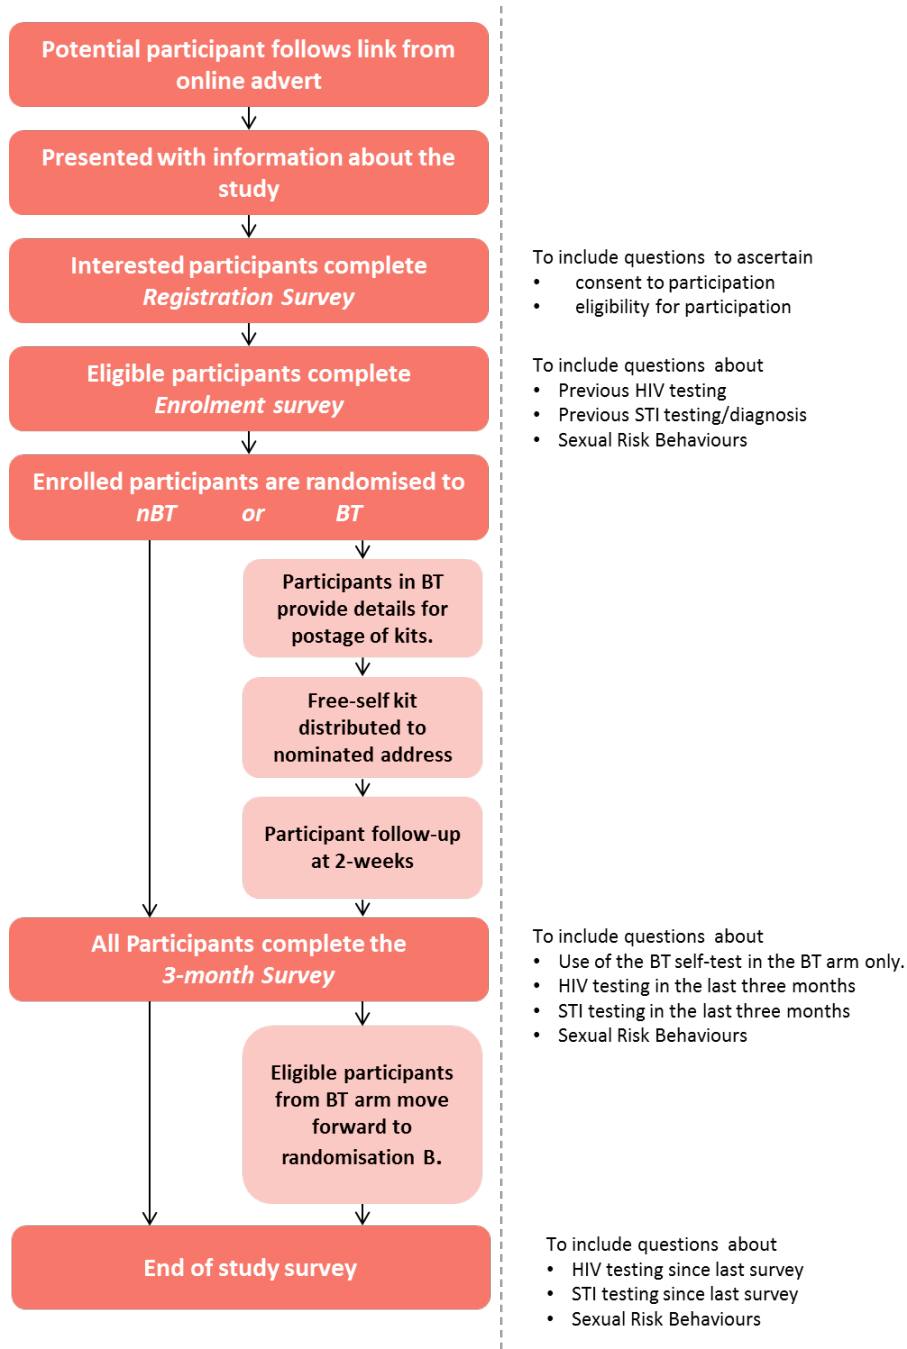 Potential participant follows link from
online advert
Presented with information about the
study
Interested participants complete
Registration Survey
To include questions to ascertain
• consent to participation
• eligibility for participation
Eligible participants complete
Enrolment survey
To include questions about
• Previous HIV testing
• Previous STI testing/diagnosis
• Sexual Risk Behaviours
Enrolled participants are randomised to
nBT or BT
Participants in BT
provide details for
postage of kits.
Free-self kit
distributed to
nominated address
Participant follow-up
at 2-weeks
All Participants complete the
3-month Survey
To include questions about
• Use of the BT self-test in the BT arm only.
• HIV testing in the last three months
• STI testing in the last three months
• Sexual Risk Behaviours
Eligible participants
from BT arm move
forward to
randomisation B.
End of study survey
To include questions about
• HIV testing since last survey
• STI testing since last survey
• Sexual Risk Behaviours